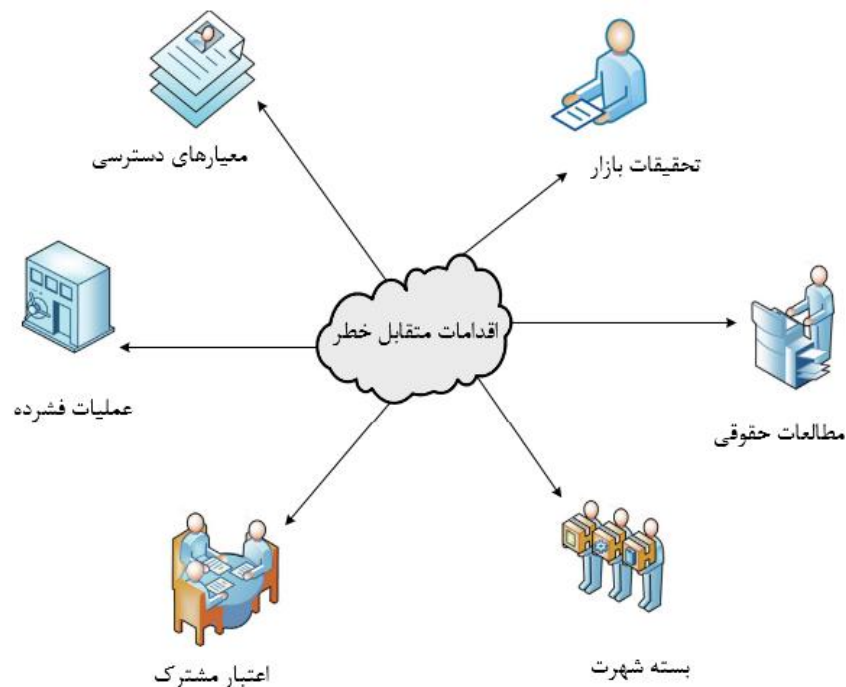 معیارهای دسترسی
تحقیقات بازار
اقدامات متقابل خطر
عملیات فشرده
مطالعات حقوقی
اعتبار مشترک
بسته شهرت